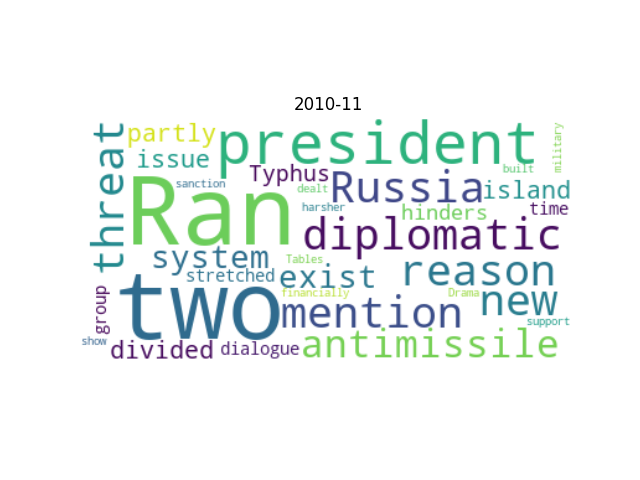 2010-11
partly president
threat issue Typhus built military
sanction Ran dealt Russia island
harsher hinders time
diplomatic
system Tables
stretched exist reason
group two financially Drama new
mention support
show divided dialogue antimissile